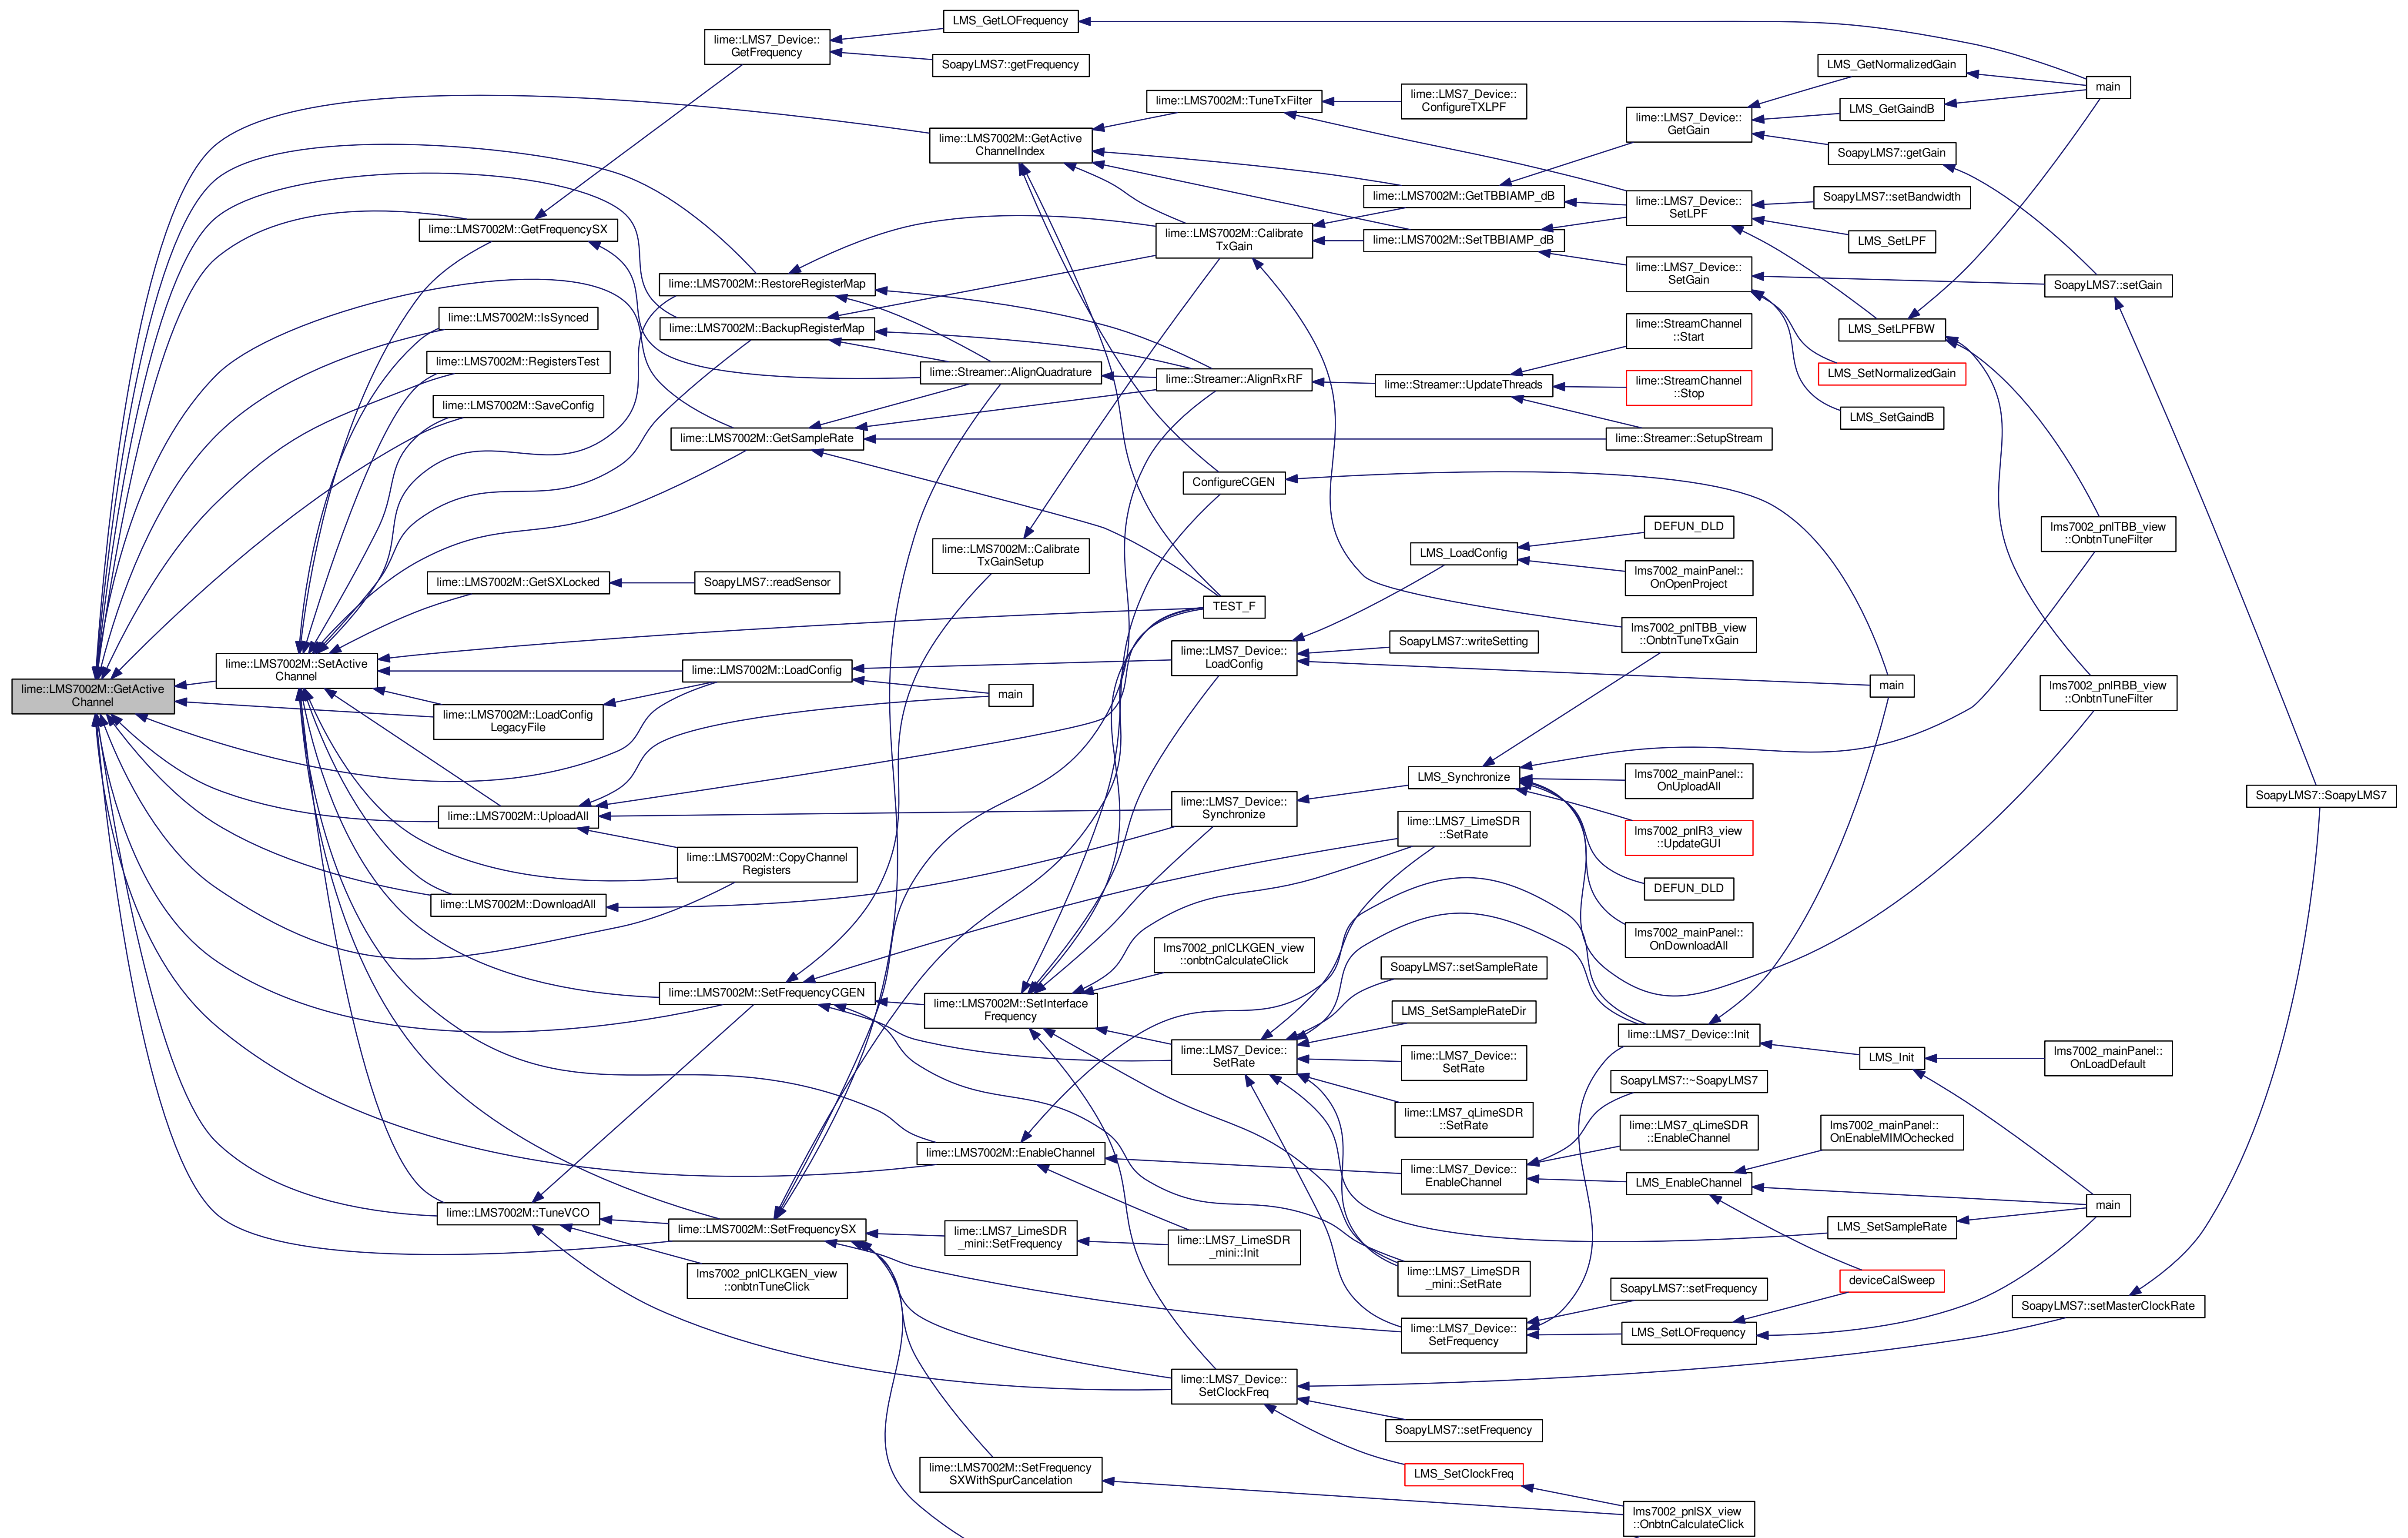 lime::LMS7002M::GetActive
Channel
lime::LMS7002M::SetActive
Channel
lime::LMS7002M::GetFrequencySX
lime::LMS7002M::IsSynced
lime::LMS7002M::RegistersTest
lime::LMS7002M::SaveConfig
lime::LMS7002M::GetSXLocked
lime::LMS7002M::LoadConfig
LegacyFile
lime::LMS7002M::UploadAll
lime::LMS7002M::DownloadAll
lime::LMS7002M::TuneVCO
lime::LMS7_Device::
GetFrequency
lime::LMS7002M::RestoreRegisterMap
lime::LMS7002M::BackupRegisterMap
lime::LMS7002M::GetSampleRate
SoapyLMS7::readSensor
lime::LMS7002M::LoadConfig
lime::LMS7002M::CopyChannel
Registers
lime::LMS7002M::SetFrequencyCGEN
lime::LMS7002M::SetFrequencySX
lms7002_pnlCLKGEN_view
::onbtnTuneClick
LMS_GetLOFrequency
SoapyLMS7::getFrequency
lime::LMS7002M::GetActive
ChannelIndex
lime::Streamer::AlignQuadrature
lime::LMS7002M::Calibrate
TxGainSetup
main
lime::LMS7002M::SetInterface
Frequency
lime::LMS7002M::EnableChannel
lime::LMS7_LimeSDR
_mini::SetFrequency
lime::LMS7002M::SetFrequency
SXWithSpurCancelation
lime::LMS7002M::TuneTxFilter
lime::LMS7002M::Calibrate
TxGain
lime::Streamer::AlignRxRF
ConfigureCGEN
TEST_F
lime::LMS7_Device::
LoadConfig
lime::LMS7_Device::
Synchronize
lms7002_pnlCLKGEN_view
::onbtnCalculateClick
lime::LMS7_Device::
SetRate
lime::LMS7_LimeSDR
_mini::Init
lime::LMS7_Device::
SetClockFreq
lime::LMS7_Device::
ConfigureTXLPF
lime::LMS7002M::GetTBBIAMP_dB
lime::LMS7002M::SetTBBIAMP_dB
lime::Streamer::UpdateThreads
LMS_LoadConfig
SoapyLMS7::writeSetting
LMS_Synchronize
lime::LMS7_LimeSDR
::SetRate
SoapyLMS7::setSampleRate
LMS_SetSampleRateDir
lime::LMS7_Device::
SetRate
lime::LMS7_qLimeSDR
::SetRate
lime::LMS7_Device::
EnableChannel
lime::LMS7_LimeSDR
_mini::SetRate
lime::LMS7_Device::
SetFrequency
SoapyLMS7::setFrequency
LMS_SetClockFreq
lime::LMS7_Device::
GetGain
lime::LMS7_Device::
SetLPF
lime::LMS7_Device::
SetGain
lime::StreamChannel
::Start
lime::StreamChannel
::Stop
lime::Streamer::SetupStream
DEFUN_DLD
lms7002_mainPanel::
OnOpenProject
lms7002_pnlTBB_view
::OnbtnTuneTxGain
lms7002_mainPanel::
OnUploadAll
lms7002_pnlR3_view
::UpdateGUI
DEFUN_DLD
lms7002_mainPanel::
OnDownloadAll
lime::LMS7_Device::Init
SoapyLMS7::~SoapyLMS7
lime::LMS7_qLimeSDR
::EnableChannel
LMS_EnableChannel
SoapyLMS7::setFrequency
LMS_SetLOFrequency
lms7002_pnlSX_view
::OnbtnCalculateClick
LMS_GetNormalizedGain
LMS_GetGaindB
SoapyLMS7::getGain
SoapyLMS7::setBandwidth
LMS_SetLPF
LMS_SetLPFBW
LMS_SetNormalizedGain
LMS_SetGaindB
main
LMS_Init
lms7002_mainPanel::
OnEnableMIMOchecked
LMS_SetSampleRate
deviceCalSweep
main
SoapyLMS7::setGain
lms7002_pnlTBB_view
::OnbtnTuneFilter
lms7002_pnlRBB_view
::OnbtnTuneFilter
lms7002_mainPanel::
OnLoadDefault
main
SoapyLMS7::setMasterClockRate
SoapyLMS7::SoapyLMS7